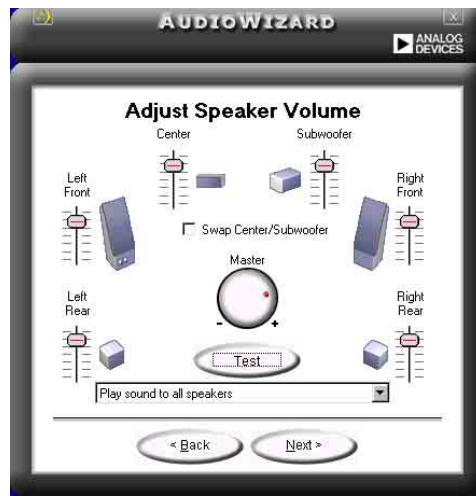 AUDIOWIZARD
X
ANALOG
DEVICES
Adjust Speaker Volume
Center
Subwoofer
Left
Front
Right
Front
Swap Center/Subwoofer
Master
Left
Rear
Right
Rear
- +
Test
Play sound to all speakers
< Back
Next >